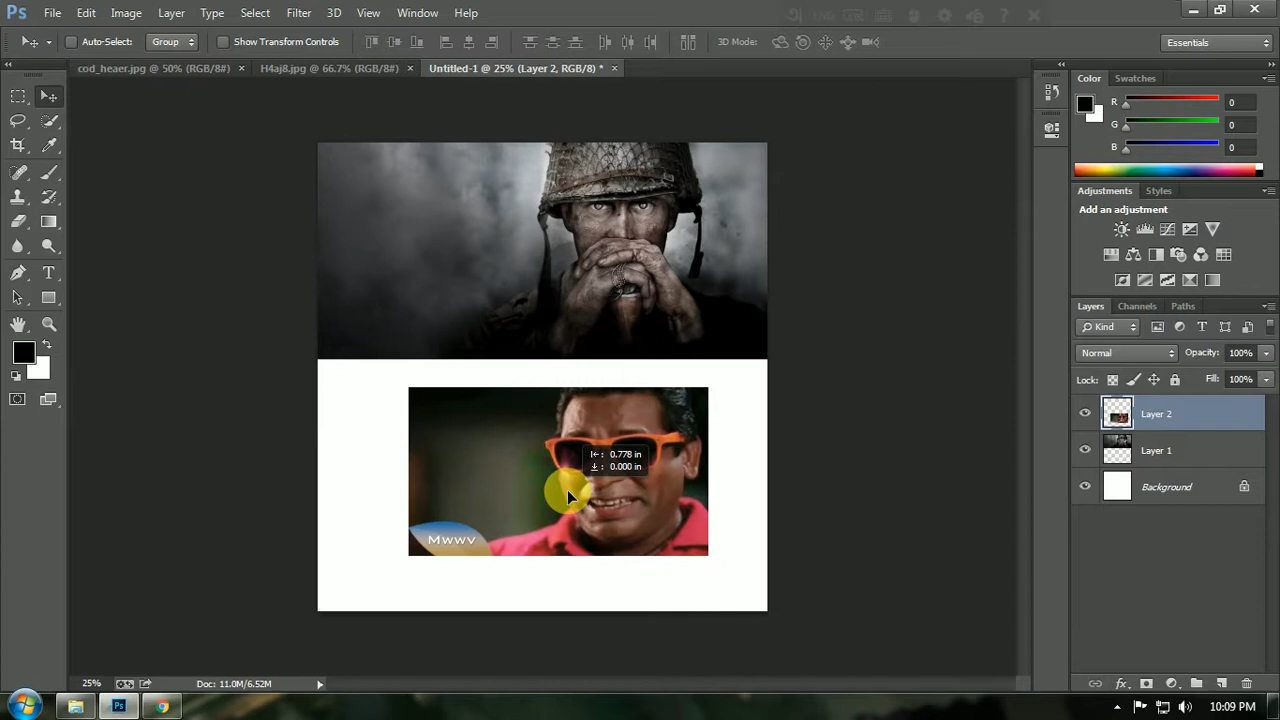 Ps File Edit Image Layer Type Select Filter 3D View Window Help
Auto-Select: Group Show Transform Controls 3D Mode: Essentials
cod_heaer.jpg @ 50% (RGB/8#) × H4aj8.jpg @ 66.7% (RGB/8#) × Untitled-1 @ 25% (Layer 2, RGB/8) * ×
Color Swatches
R 0
G 0
B 0
Adjustments Styles
Add an adjustment
Layers Channels Paths
Kind
Normal Opacity: 100%
Lock: Fill: 100%
Layer 2
Layer 1
Background
0.778 in
0.000 in
Mwwv
25% Doc: 11.0M/6.52M
Ps 10:09 PM